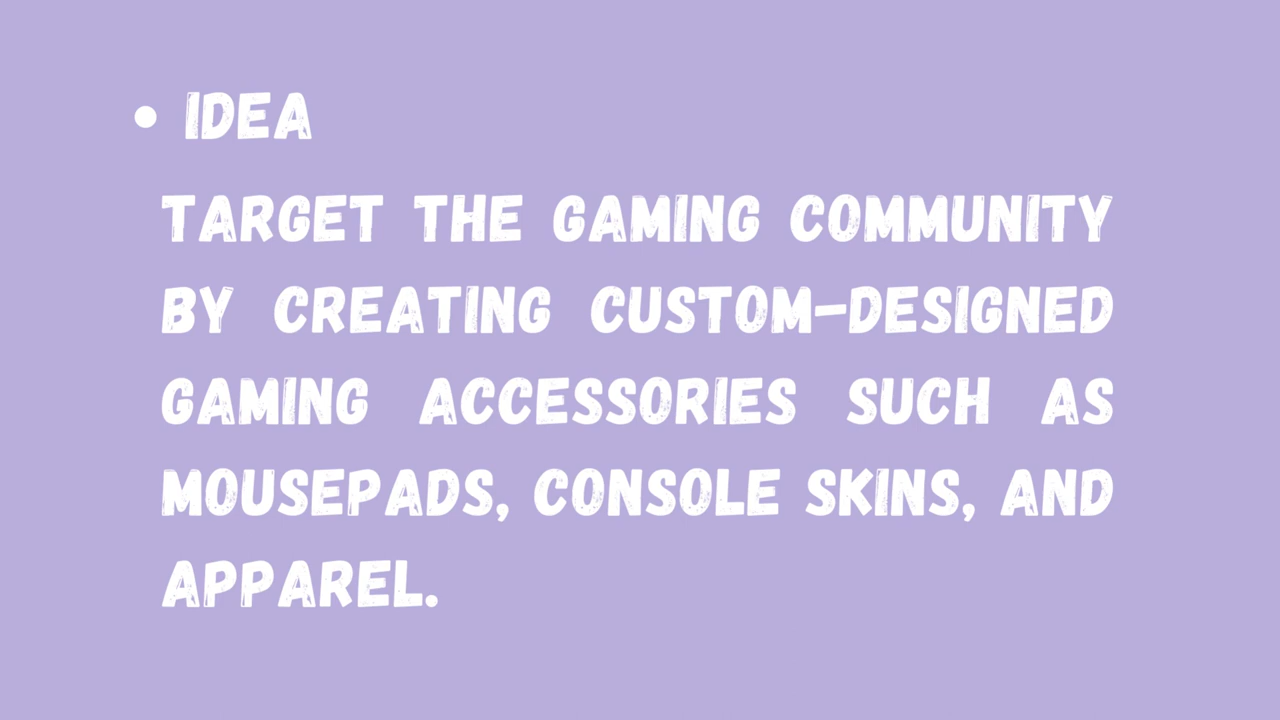 • IDEA
TARGET THE GAMING COMMUNITY
BY CREATING CUSTOM-DESIGNED
GAMING ACCESSORIES SUCH AS
MOUSEPADS, CONSOLE SKINS, AND
APPAREL.